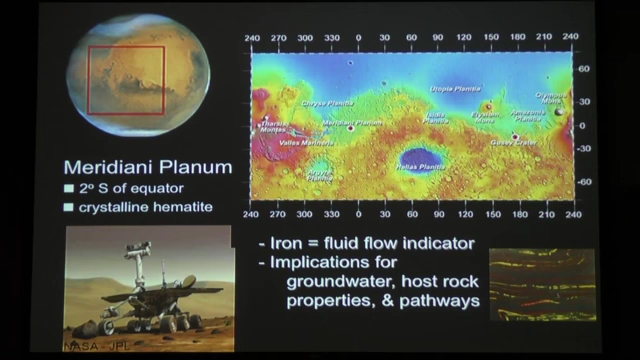 240 270 300 330 0 30 60 90 120 150 180 210 240
60
30
0
-30
-60
Utopia Planitia
Chryse Planitia
Olympus Mons
Elysium Mons
Amazonis Planitia
Isidis Planitia
Tharsis Montes
Meridiani Planum
Valles Marineris
Gusev Crater
Hellas Planitia
Argyre Planitia
240 270 300 330 0 30 60 90 120 150 180 210 240
Meridiani Planum
2º S of equator
crystalline hematite
- Iron = fluid flow indicator
- Implications for
groundwater, host rock
properties, & pathways
NASA - JPL